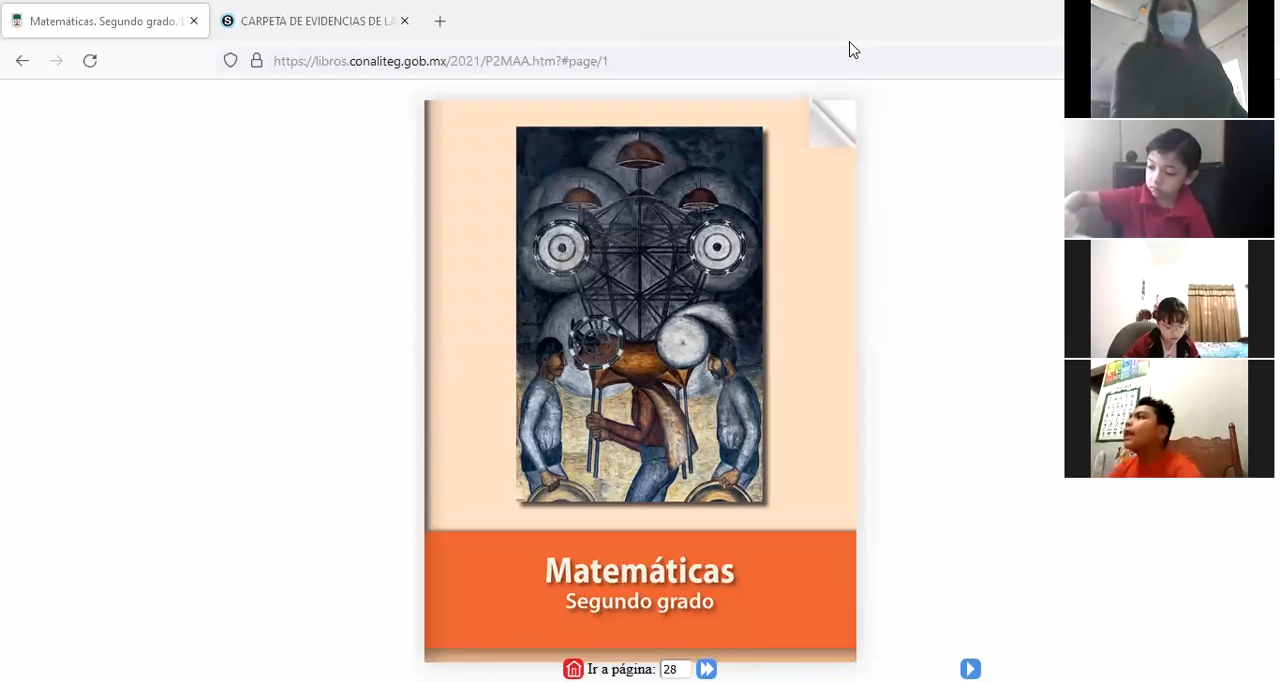 Matemáticas. Segundo grado.
CARPETA DE EVIDENCIAS DE LA
https://libros.conaliteg.gob.mx/2021/P2MAA.htm?#page/1
Matemáticas
Segundo grado
Ir a página: 28